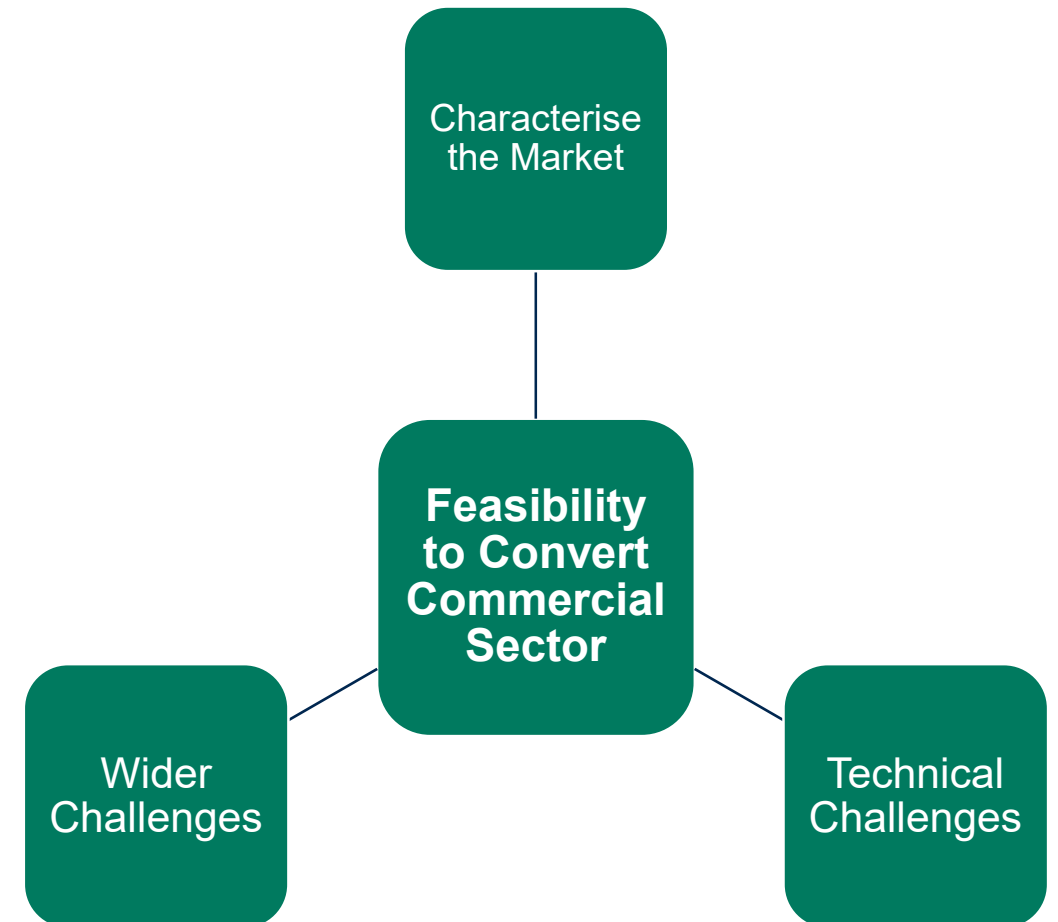 Characterise
the Market
Feasibility
to Convert
Commercial
Sector
Wider
Challenges
Technical
Challenges